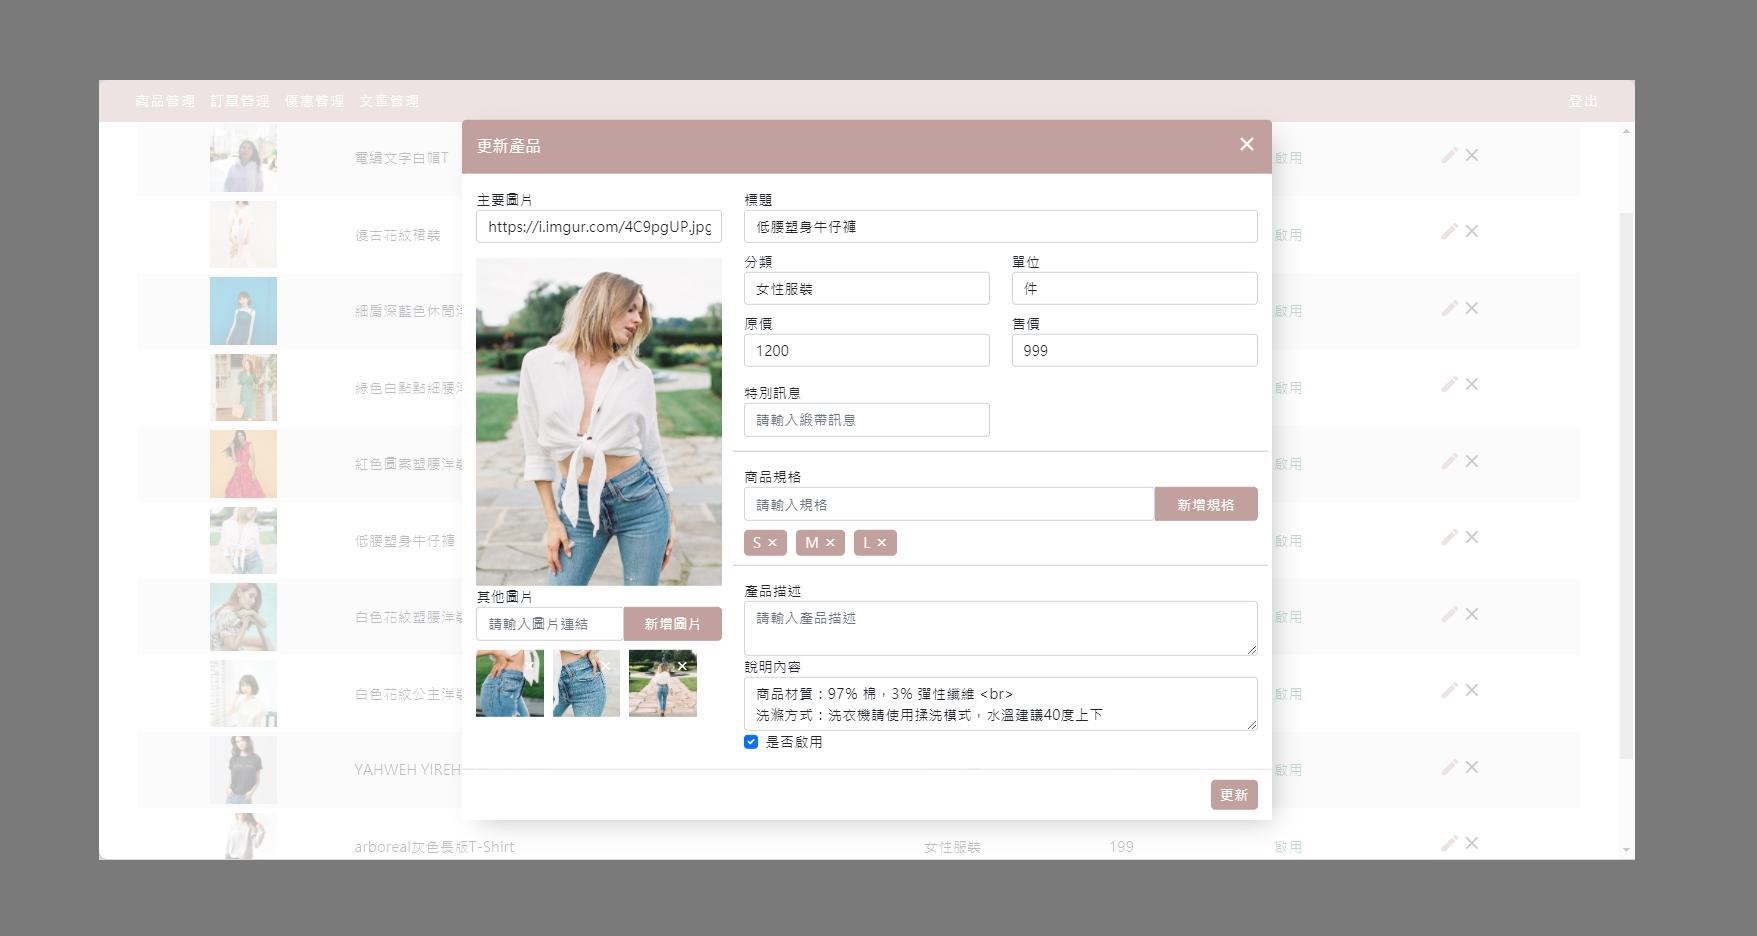 商品管理 訂單管理 優惠管理 文章管理 登出
更新產品
主要圖片
https://i.imgur.com/4C9pgUP.jpg
其他圖片
請輸入圖片連結 新增圖片
標題
低腰塑身牛仔褲
分類 單位
女性服裝 件
原價 售價
1200 999
特別訊息
請輸入緞帶訊息
商品規格
請輸入規格 新增規格
S × M × L ×
產品描述
請輸入產品描述
說明內容
商品材質：97% 棉，3% 彈性纖維 <br>
洗滌方式：洗衣機請使用揉洗模式，水溫建議40度上下
是否啟用
更新
電繡文字白帽T 啟用
復古花紋裙裝 啟用
細肩深藍色休閒 啟用
綠色白點點細腰 啟用
紅色圖案塑腰洋裝 啟用
低腰塑身牛仔褲 啟用
白色花紋塑腰洋裝 啟用
白色花紋公主洋裝 啟用
YAHWEH YIREH 啟用
arboreal灰色長版T-Shirt 女性服裝 199 啟用